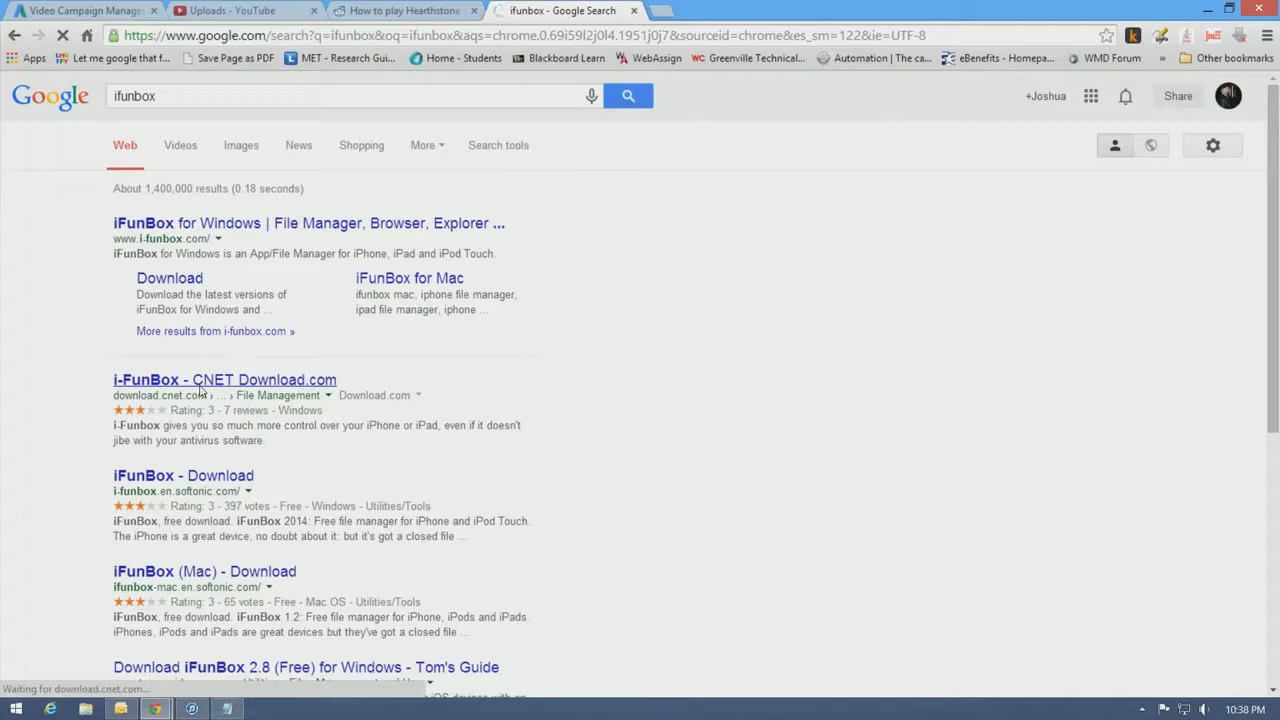 Video Campaign Manage
Uploads - YouTube
How to play Hearthstone
ifunbox - Google Search
https://www.google.com/search?q=ifunbox&oq=ifunbox&aqs=chrome.0.69i59l2j0l4.1951j0j7&sourceid=chrome&es_sm=122&ie=UTF-8
Apps
Let me google that f...
Save Page as PDF
MET - Research Gui...
Home - Students
Blackboard Learn
WebAssign
WC Greenville Technical...
Automation | The ca...
eBenefits - Homepa...
WMD Forum
»
Other bookmarks
Google
ifunbox
+Joshua
Share
Web
Videos
Images
News
Shopping
More
Search tools
About 1,400,000 results (0.18 seconds)
iFunBox for Windows | File Manager, Browser, Explorer ...
www.i-funbox.com/
iFunBox for Windows is an App/File Manager for iPhone, iPad and iPod Touch.
Download
Download the latest versions of
iFunBox for Windows and ...
iFunBox for Mac
ifunbox mac, iphone file manager,
ipad file manager, iphone ...
More results from i-funbox.com »
i-FunBox - CNET Download.com
download.cnet.com › ... › File Management Download.com
Rating: 3 - 7 reviews - Windows
i-Funbox gives you so much more control over your iPhone or iPad, even if it doesn't
jibe with your antivirus software.
iFunBox - Download
i-funbox.en.softonic.com/
Rating: 3 - 397 votes - Free - Windows - Utilities/Tools
iFunBox, free download. iFunBox 2014: Free file manager for iPhone and iPod Touch.
The iPhone is a great device, no doubt about it: but it's got a closed file ...
iFunBox (Mac) - Download
ifunbox-mac.en.softonic.com/
Rating: 3 - 65 votes - Free - Mac OS - Utilities/Tools
iFunBox, free download. iFunBox 1.2: Free file manager for iPhone, iPods and iPads.
iPhones, iPods and iPads are great devices but they've got a closed file ...
Download iFunBox 2.8 (Free) for Windows - Tom's Guide
iOS devices with an
Waiting for download.cnet.com...
10:38 PM